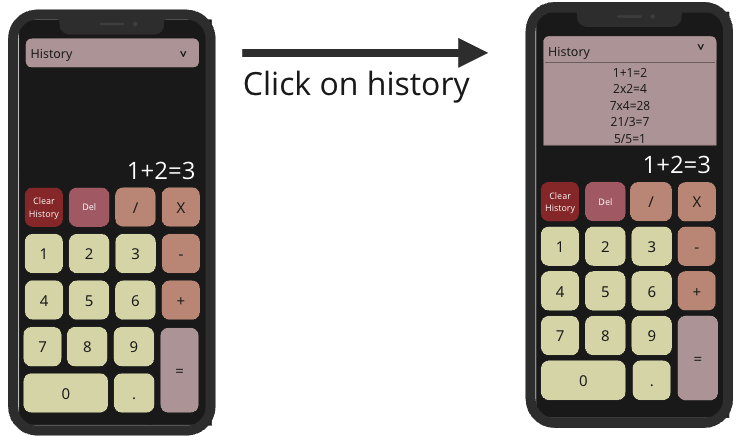 History ˅
1+2=3
Clear
History
Del
/
X
1
2
3
-
4
5
6
+
7
8
9
=
0
.
Click on history
History ˅
1+1=2
2x2=4
7x4=28
21/3=7
5/5=1
1+2=3
Clear
History
Del
/
X
1
2
3
-
4
5
6
+
7
8
9
=
0
.